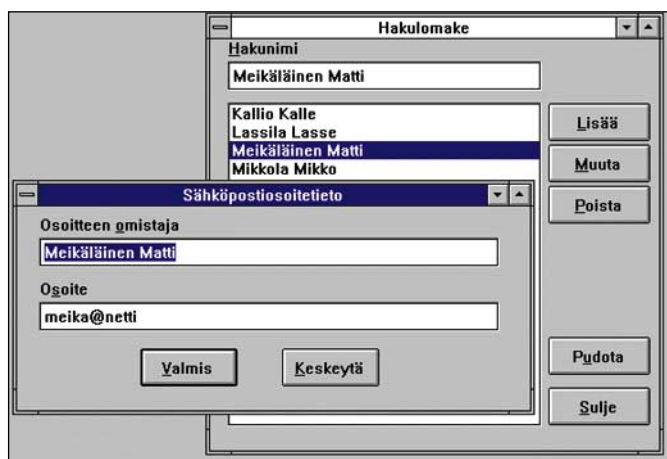 Hakulomake
Hakunimi
Meikäläinen Matti
Kallio Kalle
Lassila Lasse
Meikäläinen Matti
Mikkola Mikko
Lisää
Muuta
Poista
Pudota
Sulje
Sähköpostiosoitetieto
Osoitteen omistaja
Meikäläinen Matti
Osoite
meika@netti
Valmis
Keskeytä